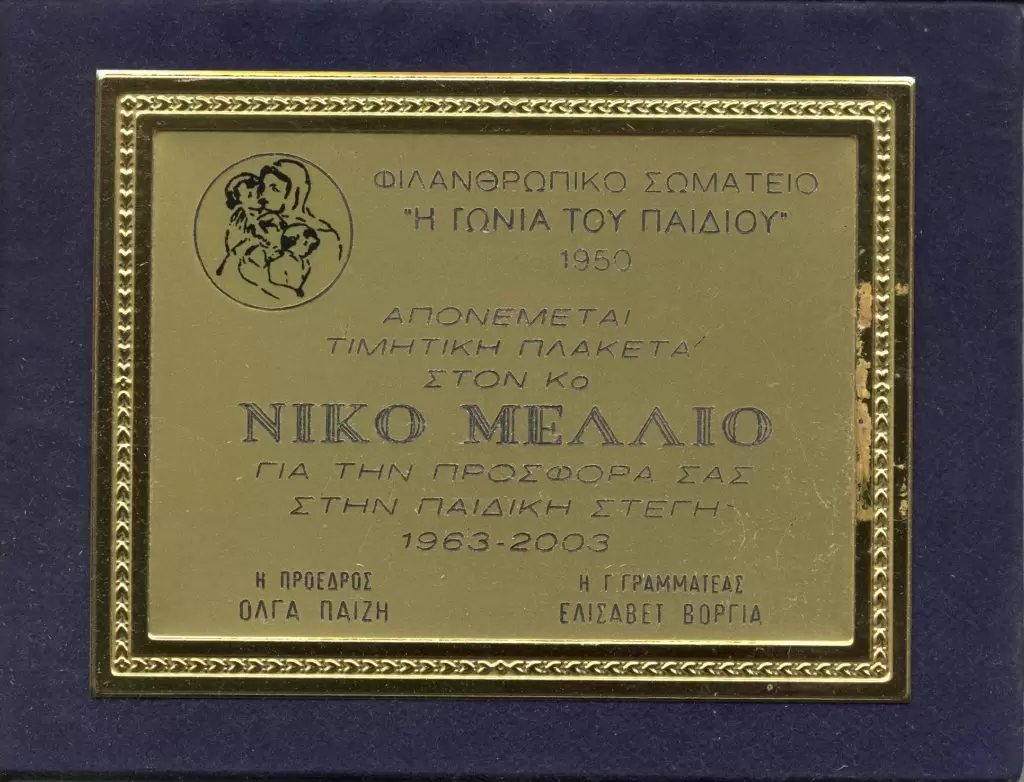 ΦΙΛΑΝΘΡΩΠΙΚΟ ΣΩΜΑΤΕΙΟ
"Η ΓΩΝΙΑ ΤΟΥ ΠΑΙΔΙΟΥ"
1950
ΑΠΟΝΕΜΕΤΑΙ
ΤΙΜΗΤΙΚΗ ΠΛΑΚΕΤΑ'
ΣΤΟΝ Κο
ΝΙΚΟ ΜΕΛΛΙΟ
ΓΙΑ ΤΗΝ ΠΡΟΣΦΟΡΑ ΣΑΣ
ΣΤΗΝ ΠΑΙΔΙΚΗ ΣΤΕΓΗ
1963-2003
Η ΠΡΟΕΔΡΟΣ
ΟΛΓΑ ΠΑΙΖΗ
Η Γ.ΓΡΑΜΜΑΤΕΑΣ
ΕΛΙΣΑΒΕΤ ΒΟΡΓΙΑ